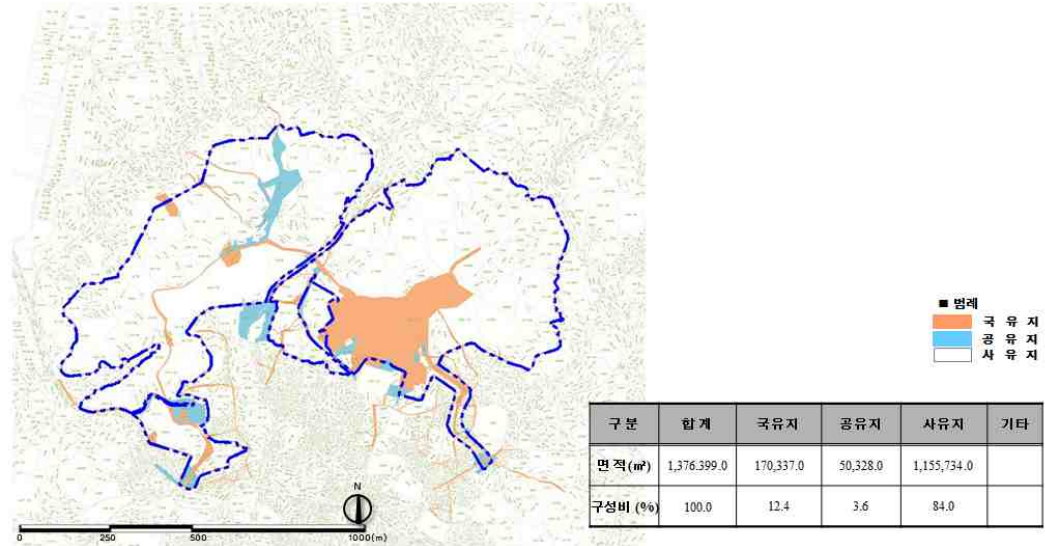 ■ 범례
국 유 지
공 유 지
사 유 지
구분 합계 국유지 공유지 사유지 기타
면적(㎡) 1,376.399.0 170,337.0 50,328.0 1,155,734.0
구성비 (%) 100.0 12.4 3.6 84.0
N
0 250 500 1000(m)